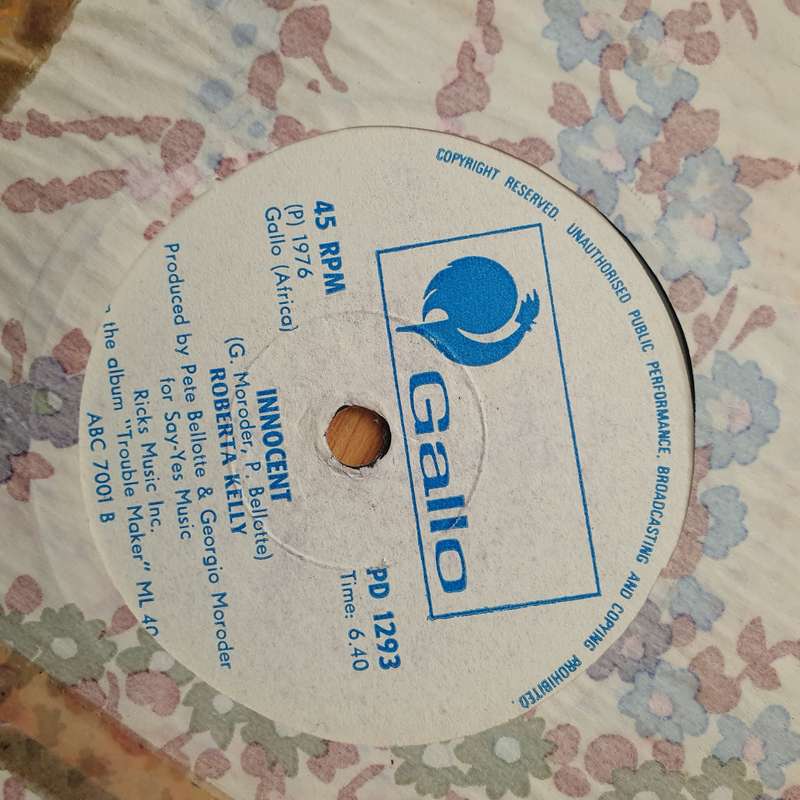 COPYRIGHT RESERVED. UNAUTHORISED PUBLIC PERFORMANCE, BROADCASTING AND COPYING PROHIBITED.
Gallo
45 RPM
(P) 1976
Gallo (Africa)
PD 1293
Time: 6.40
INNOCENT
(G. Moroder, P. Bellotte)
ROBERTA KELLY
Produced by Pete Bellotte & Georgio Moroder
for Say-Yes Music
Ricks Music Inc.
the album "Trouble Maker" ML 40
ABC 7001 B